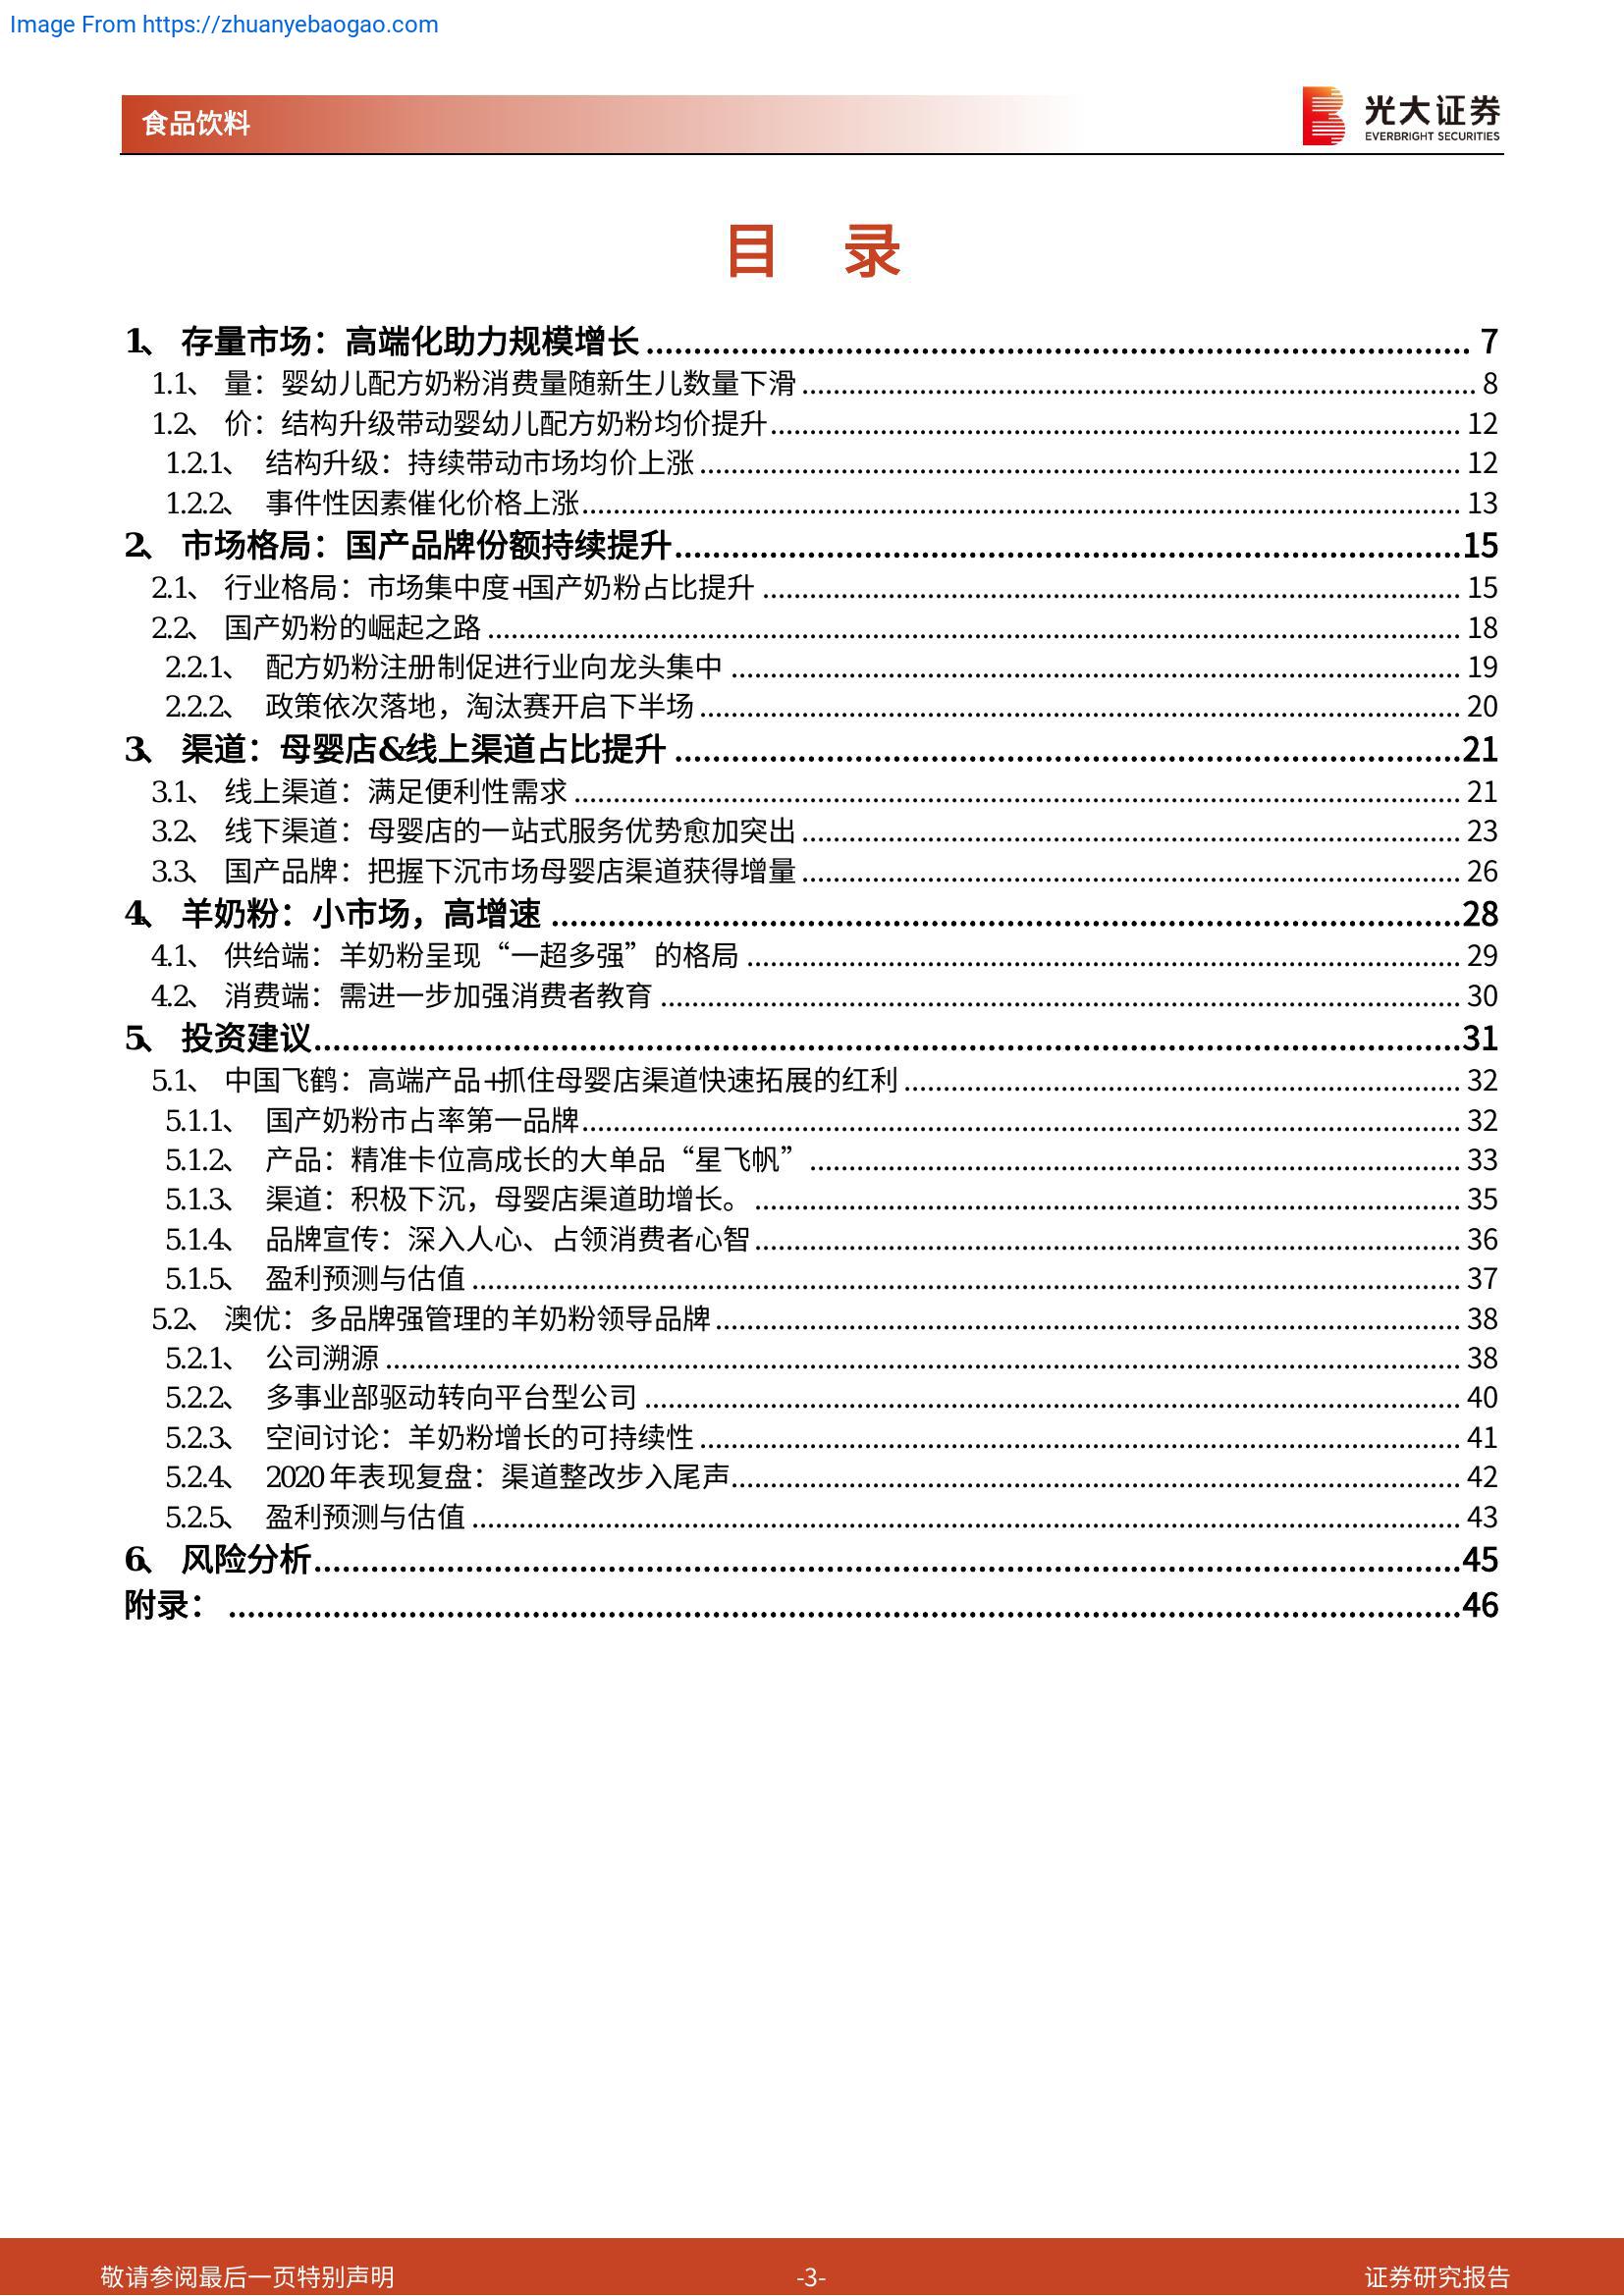 Image From https://zhuanyebaogao.com
食品饮料
光大证券
EVERBRIGHT SECURITIES
目 录
1、 存量市场：高端化助力规模增长 7
1.1、 量：婴幼儿配方奶粉消费量随新生儿数量下滑 8
1.2、 价：结构升级带动婴幼儿配方奶粉均价提升 12
1.2.1、 结构升级：持续带动市场均价上涨 12
1.2.2、 事件性因素催化价格上涨 13
2、 市场格局：国产品牌份额持续提升 15
2.1、 行业格局：市场集中度+国产奶粉占比提升 15
2.2、 国产奶粉的崛起之路 18
2.2.1、 配方奶粉注册制促进行业向龙头集中 19
2.2.2、 政策依次落地，淘汰赛开启下半场 20
3、 渠道：母婴店&线上渠道占比提升 21
3.1、 线上渠道：满足便利性需求 21
3.2、 线下渠道：母婴店的一站式服务优势愈加突出 23
3.3、 国产品牌：把握下沉市场母婴店渠道获得增量 26
4、 羊奶粉：小市场，高增速 28
4.1、 供给端：羊奶粉呈现“一超多强”的格局 29
4.2、 消费端：需进一步加强消费者教育 30
5、 投资建议 31
5.1、 中国飞鹤：高端产品+抓住母婴店渠道快速拓展的红利 32
5.1.1、 国产奶粉市占率第一品牌 32
5.1.2、 产品：精准卡位高成长的大单品“星飞帆” 33
5.1.3、 渠道：积极下沉，母婴店渠道助增长。 35
5.1.4、 品牌宣传：深入人心、占领消费者心智 36
5.1.5、 盈利预测与估值 37
5.2、 澳优：多品牌强管理的羊奶粉领导品牌 38
5.2.1、 公司溯源 38
5.2.2、 多事业部驱动转向平台型公司 40
5.2.3、 空间讨论：羊奶粉增长的可持续性 41
5.2.4、 2020 年表现复盘：渠道整改步入尾声 42
5.2.5、 盈利预测与估值 43
6、 风险分析 45
附录： 46
敬请参阅最后一页特别声明
-3-
证券研究报告